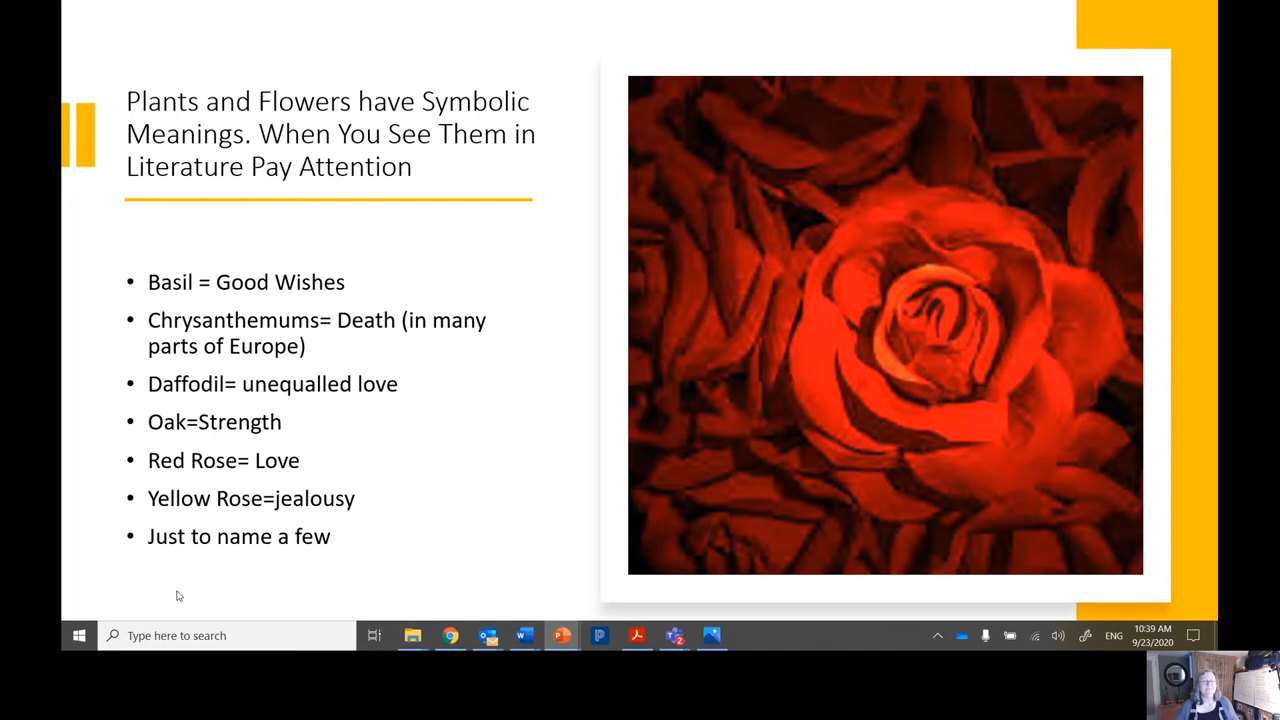 Plants and Flowers have Symbolic
Meanings. When You See Them in
Literature Pay Attention
• Basil = Good Wishes
• Chrysanthemums= Death (in many
parts of Europe)
• Daffodil= unequalled love
• Oak=Strength
• Red Rose= Love
• Yellow Rose=jealousy
• Just to name a few
Type here to search
ENG
10:39 AM
9/23/2020